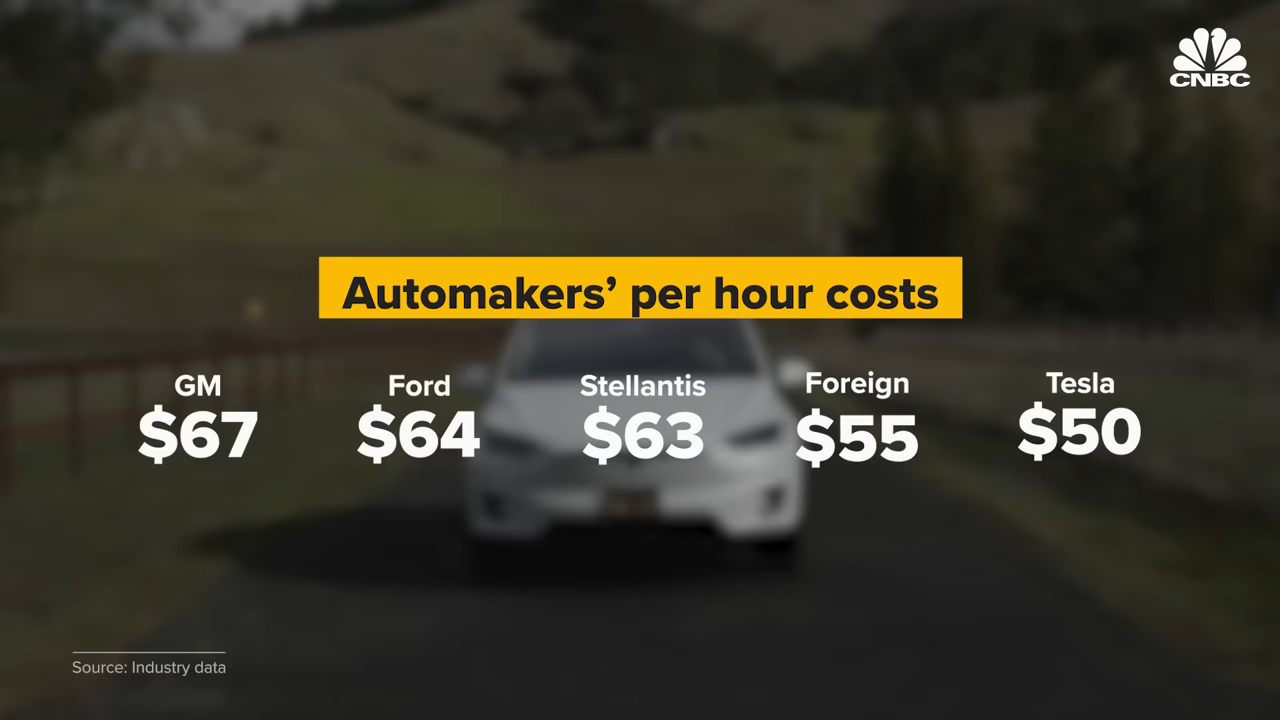 CNBC
Automakers’ per hour costs
GM
$67
Ford
$64
Stellantis
$63
Foreign
$55
Tesla
$50
Source: Industry data